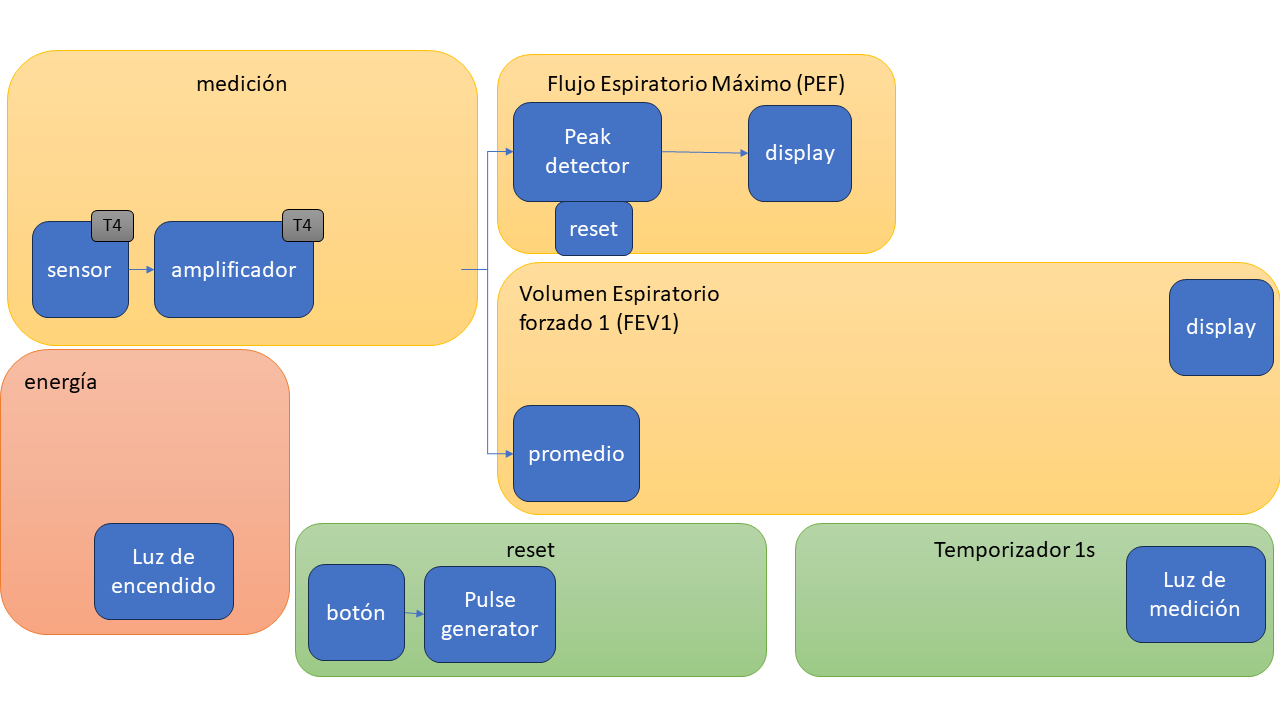 medición
T4
T4
sensor
amplificador
Flujo Espiratorio Máximo (PEF)
Peak
detector
display
reset
Volumen Espiratorio
forzado 1 (FEV1)
display
promedio
energía
Luz de
encendido
reset
botón
Pulse
generator
Temporizador 1s
Luz de
medición